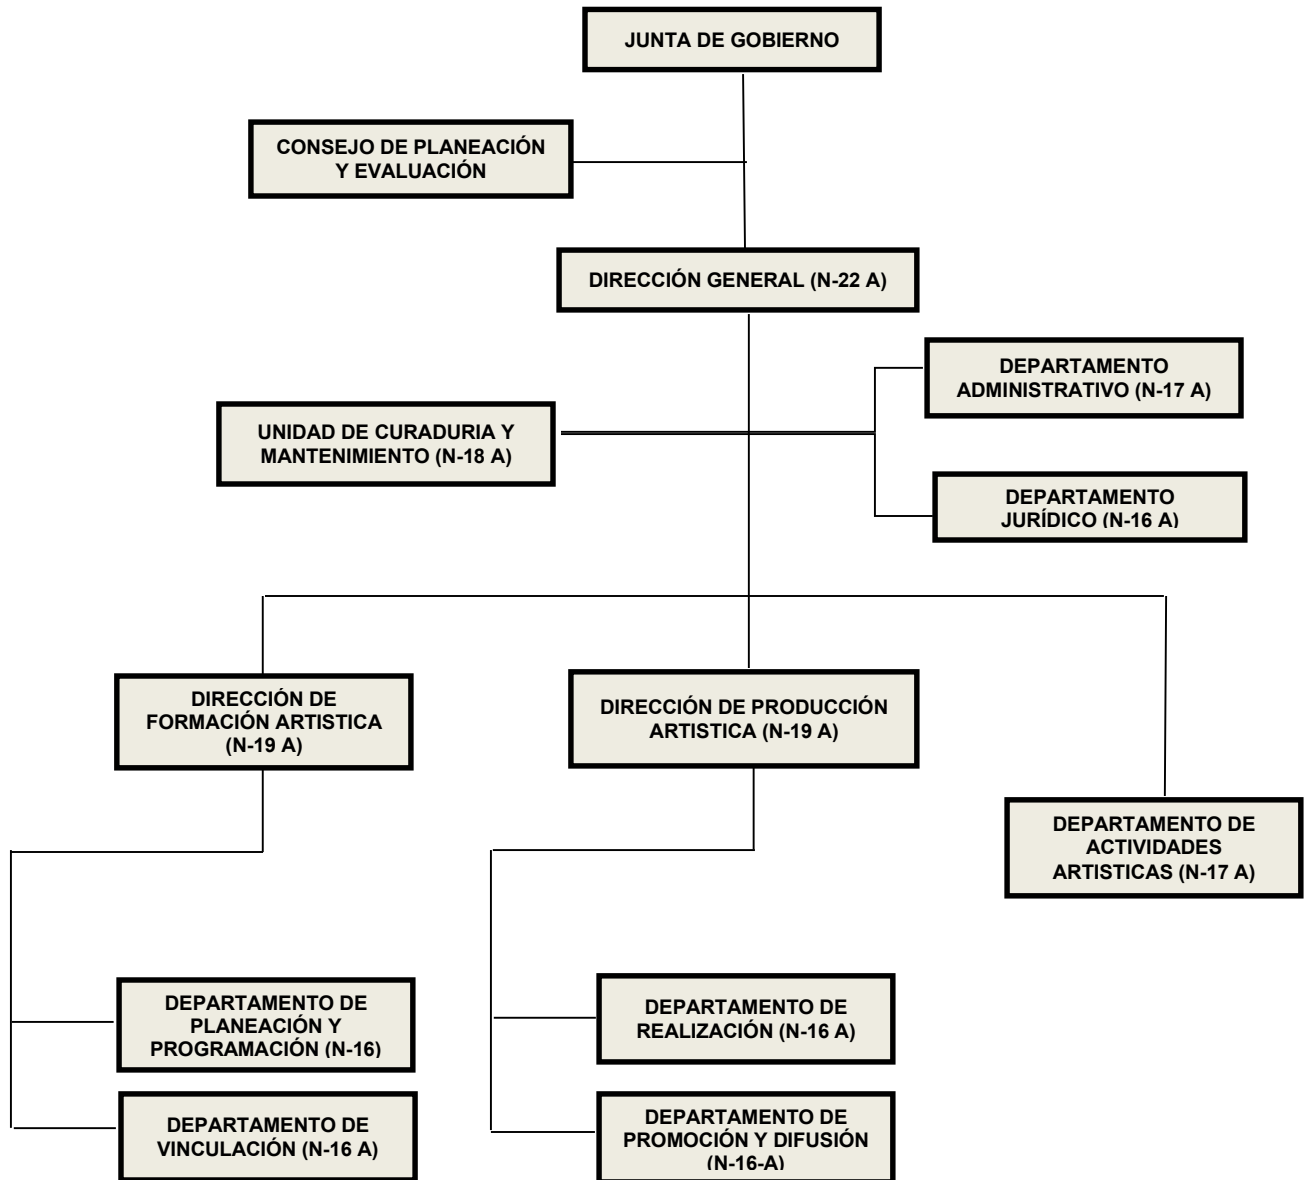 JUNTA DE GOBIERNO
CONSEJO DE PLANEACIÓN
Y EVALUACIÓN
DIRECCIÓN GENERAL (N-22 A)
DEPARTAMENTO
ADMINISTRATIVO (N-17 A)
UNIDAD DE CURADURIA Y
MANTENIMIENTO (N-18 A)
DEPARTAMENTO
JURÍDICO (N-16 A)
DIRECCIÓN DE
FORMACIÓN ARTISTICA
(N-19 A)
DIRECCIÓN DE PRODUCCIÓN
ARTISTICA (N-19 A)
DEPARTAMENTO DE
ACTIVIDADES
ARTISTICAS (N-17 A)
DEPARTAMENTO DE
PLANEACIÓN Y
PROGRAMACIÓN (N-16)
DEPARTAMENTO DE
REALIZACIÓN (N-16 A)
DEPARTAMENTO DE
VINCULACIÓN (N-16 A)
DEPARTAMENTO DE
PROMOCIÓN Y DIFUSIÓN
(N-16-A)